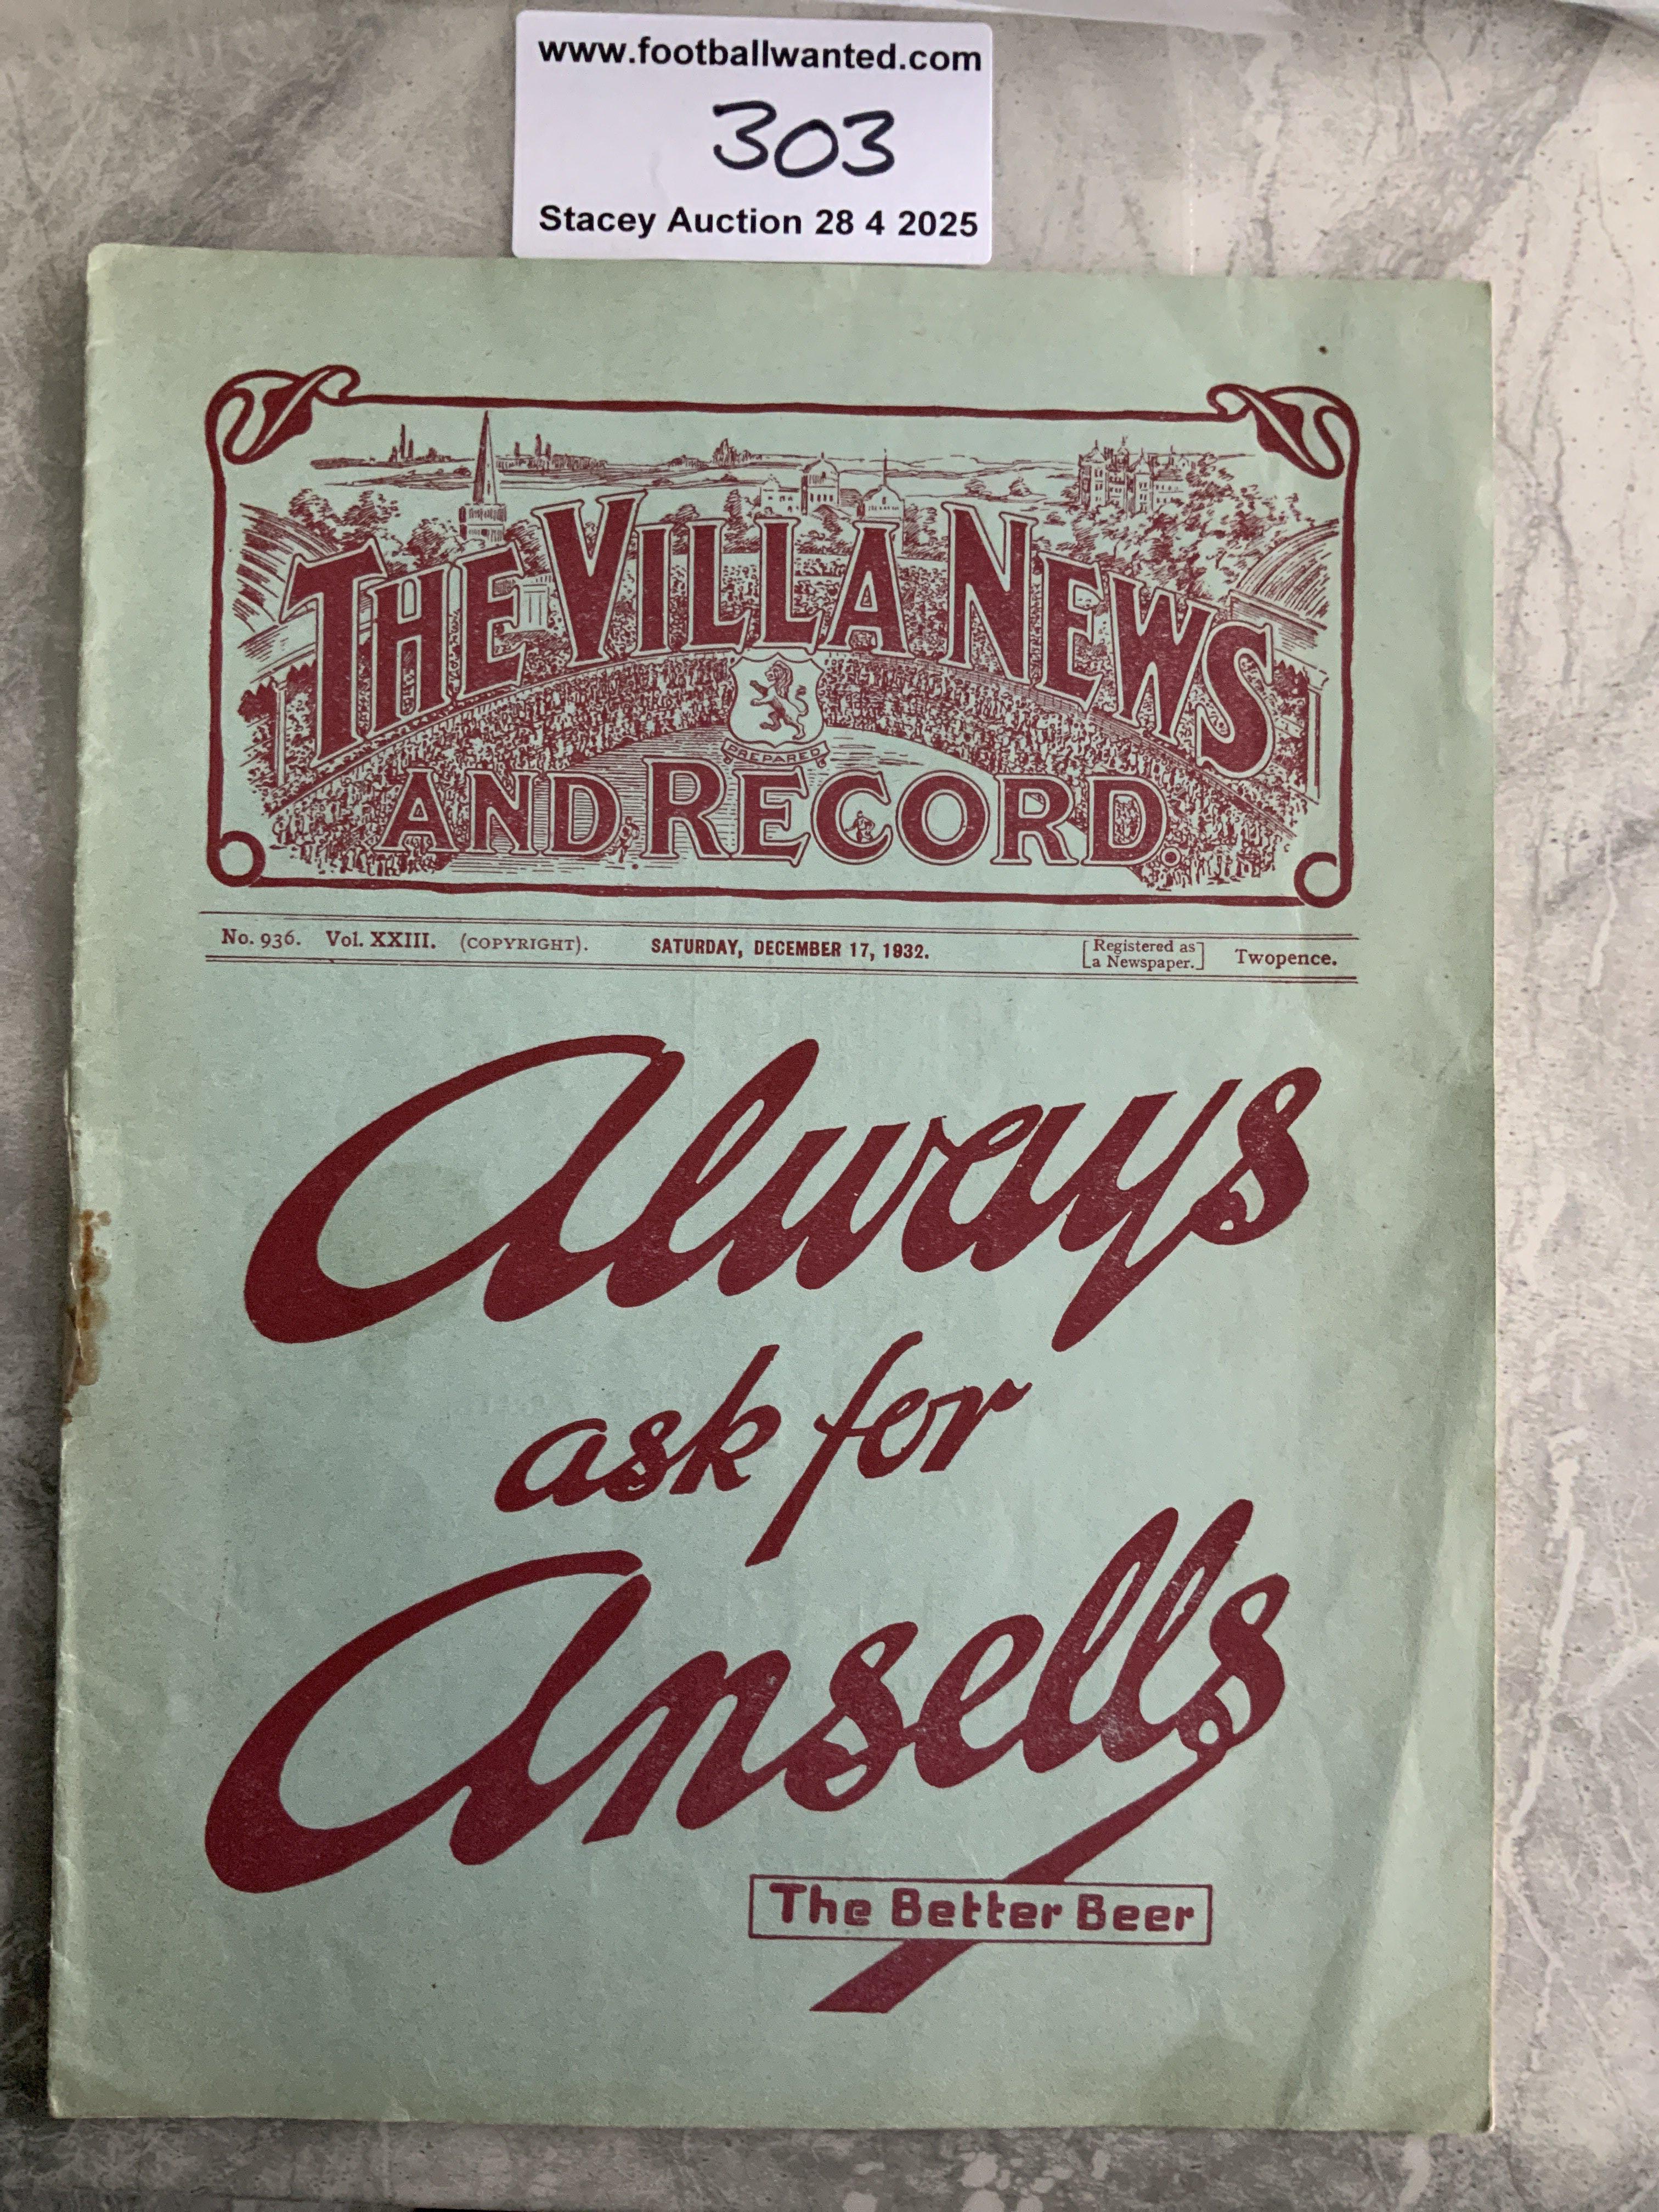 www.footballwanted.com
303
Stacey Auction 28 4 2025
THE VILLA NEWS
PREPARED
AND RECORD.
No. 936. Vol. XXIII. (COPYRIGHT). SATURDAY, DECEMBER 17, 1932. [Registered as a Newspaper.] Twopence.
Always
ask for
Ansells
The Better Beer